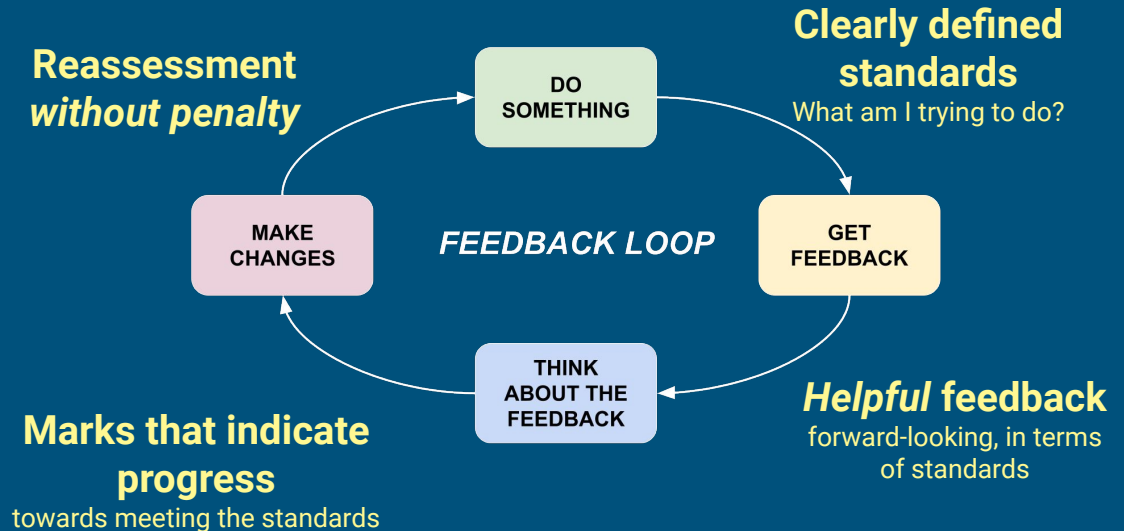 Reassessment
without penalty
DO
SOMETHING
Clearly defined
standards
What am I trying to do?
MAKE
CHANGES
FEEDBACK LOOP
GET
FEEDBACK
THINK
ABOUT THE
FEEDBACK
Marks that indicate
progress
towards meeting the standards
Helpful feedback
forward-looking, in terms
of standards